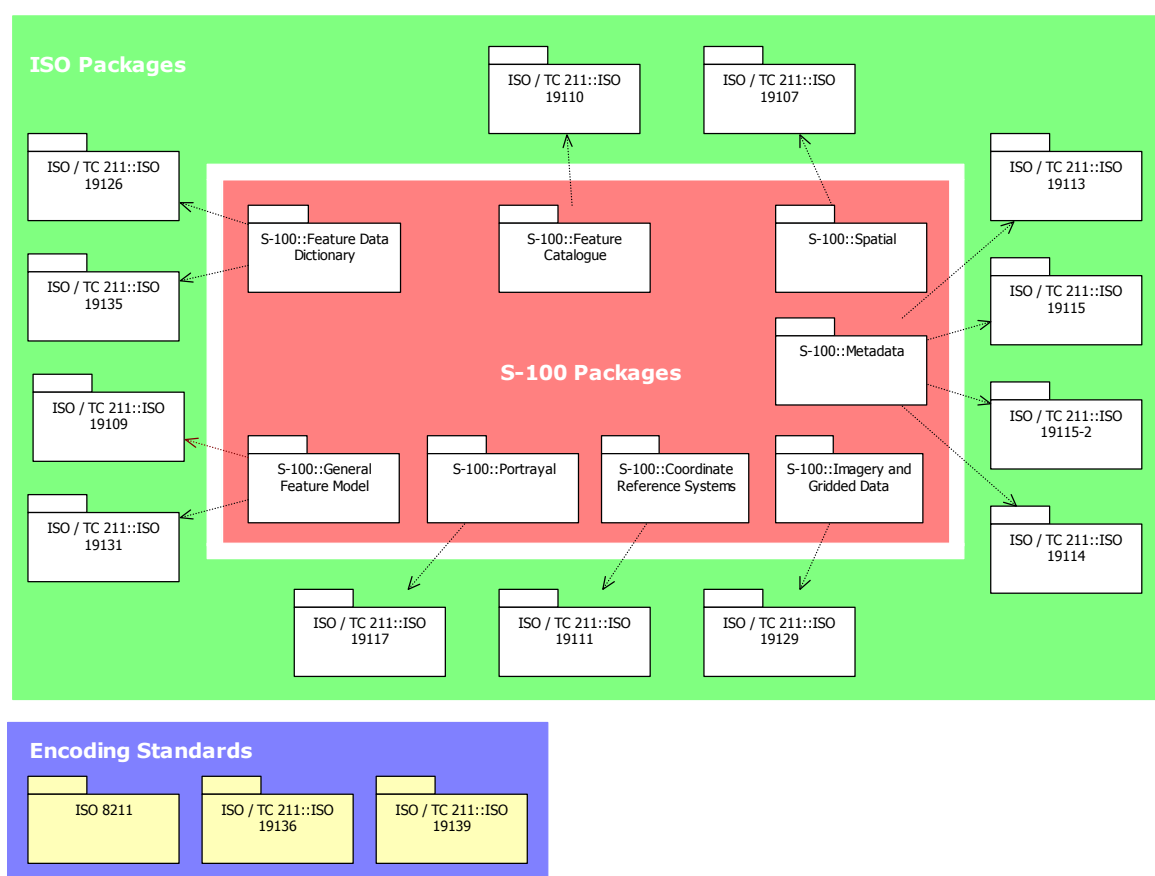 ISO Packages
ISO / TC 211::ISO
19110
ISO / TC 211::ISO
19107
ISO / TC 211::ISO
19126
ISO / TC 211::ISO
19113
S-100::Feature Data
Dictionary
S-100::Feature
Catalogue
S-100::Spatial
ISO / TC 211::ISO
19135
ISO / TC 211::ISO
19115
S-100::Metadata
S-100 Packages
ISO / TC 211::ISO
19109
ISO / TC 211::ISO
19115-2
S-100::General
Feature Model
S-100::Portrayal
S-100::Coordinate
Reference Systems
S-100::Imagery and
Gridded Data
ISO / TC 211::ISO
19131
ISO / TC 211::ISO
19114
ISO / TC 211::ISO
19117
ISO / TC 211::ISO
19111
ISO / TC 211::ISO
19129
Encoding Standards
ISO 8211
ISO / TC 211::ISO
19136
ISO / TC 211::ISO
19139